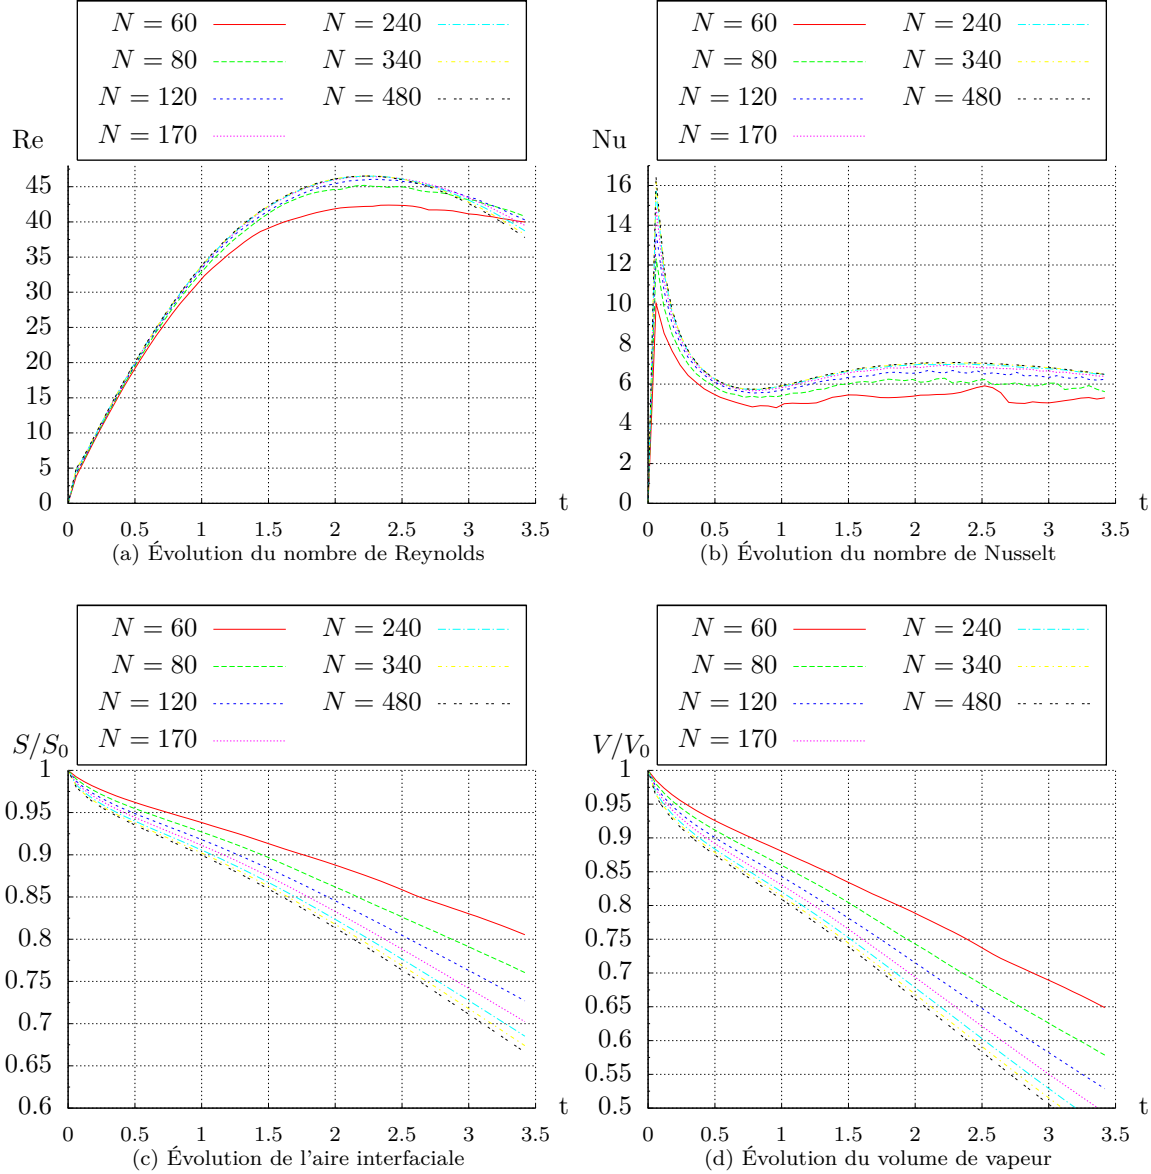 N = 60 N = 240
N = 80 N = 340
N = 120 N = 480
N = 170
Re
45
40
35
30
25
20
15
10
5
0
0 0.5 1 1.5 2 2.5 3 3.5
t
(a) Évolution du nombre de Reynolds
N = 60 N = 240
N = 80 N = 340
N = 120 N = 480
N = 170
Nu
16
14
12
10
8
6
4
2
0
0 0.5 1 1.5 2 2.5 3 3.5
t
(b) Évolution du nombre de Nusselt
N = 60 N = 240
N = 80 N = 340
N = 120 N = 480
N = 170
S/S₀
1
0.95
0.9
0.85
0.8
0.75
0.7
0.65
0.6
0 0.5 1 1.5 2 2.5 3 3.5
t
(c) Évolution de l'aire interfaciale
N = 60 N = 240
N = 80 N = 340
N = 120 N = 480
N = 170
V/V₀
1
0.95
0.9
0.85
0.8
0.75
0.7
0.65
0.6
0.55
0.5
0 0.5 1 1.5 2 2.5 3 3.5
t
(d) Évolution du volume de vapeur